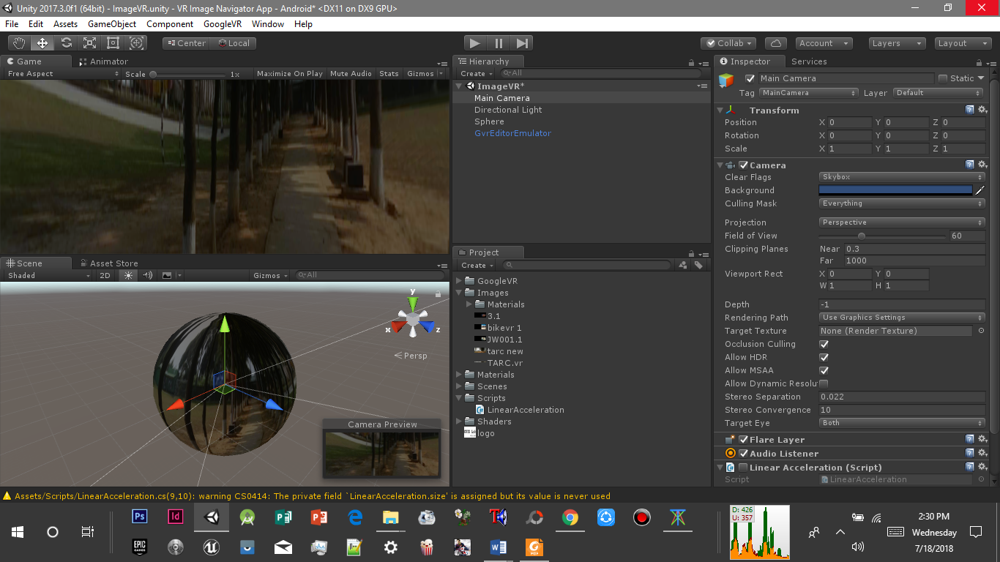 Unity 2017.3.0f1 (64bit) - ImageVR.unity - VR Image Navigator App - Android* <DX11 on DX9 GPU>
File Edit Assets GameObject Component GoogleVR Window Help
Center Local Collab Account Layers Layout
Game Animator
Free Aspect Scale 1x Maximize On Play Mute Audio Stats Gizmos
Scene Asset Store
Shaded 2D Gizmos All
y
x z
Persp
Camera Preview
Hierarchy
Create All
ImageVR*
Main Camera
Directional Light
Sphere
GvrEditorEmulator
Project
Create
GoogleVR
Images
Materials
3.1
bikevr 1
JW001.1
tarc new
TARC.vr
Materials
Scenes
Scripts
LinearAcceleration
Shaders
logo
Inspector Services
Main Camera Static
Tag MainCamera Layer Default
Transform
Position X 0 Y 0 Z 0
Rotation X 0 Y 0 Z 0
Scale X 1 Y 1 Z 1
Camera
Clear Flags Skybox
Background
Culling Mask Everything
Projection Perspective
Field of View 60
Clipping Planes Near 0.3
Far 1000
Viewport Rect X 0 Y 0
W 1 H 1
Depth -1
Rendering Path Use Graphics Settings
Target Texture None (Render Texture)
Occlusion Culling
Allow HDR
Allow MSAA
Allow Dynamic Resolut
Stereo Separation 0.022
Stereo Convergence 10
Target Eye Both
Flare Layer
Audio Listener
Linear Acceleration (Script)
Script LinearAcceleration
Assets/Scripts/LinearAcceleration.cs(9,10): warning CS0414: The private field `LinearAcceleration.size' is assigned but its value is never used
Ps Id
EPIC GAMES
D: 426
U: 357
2:30 PM
Wednesday
7/18/2018